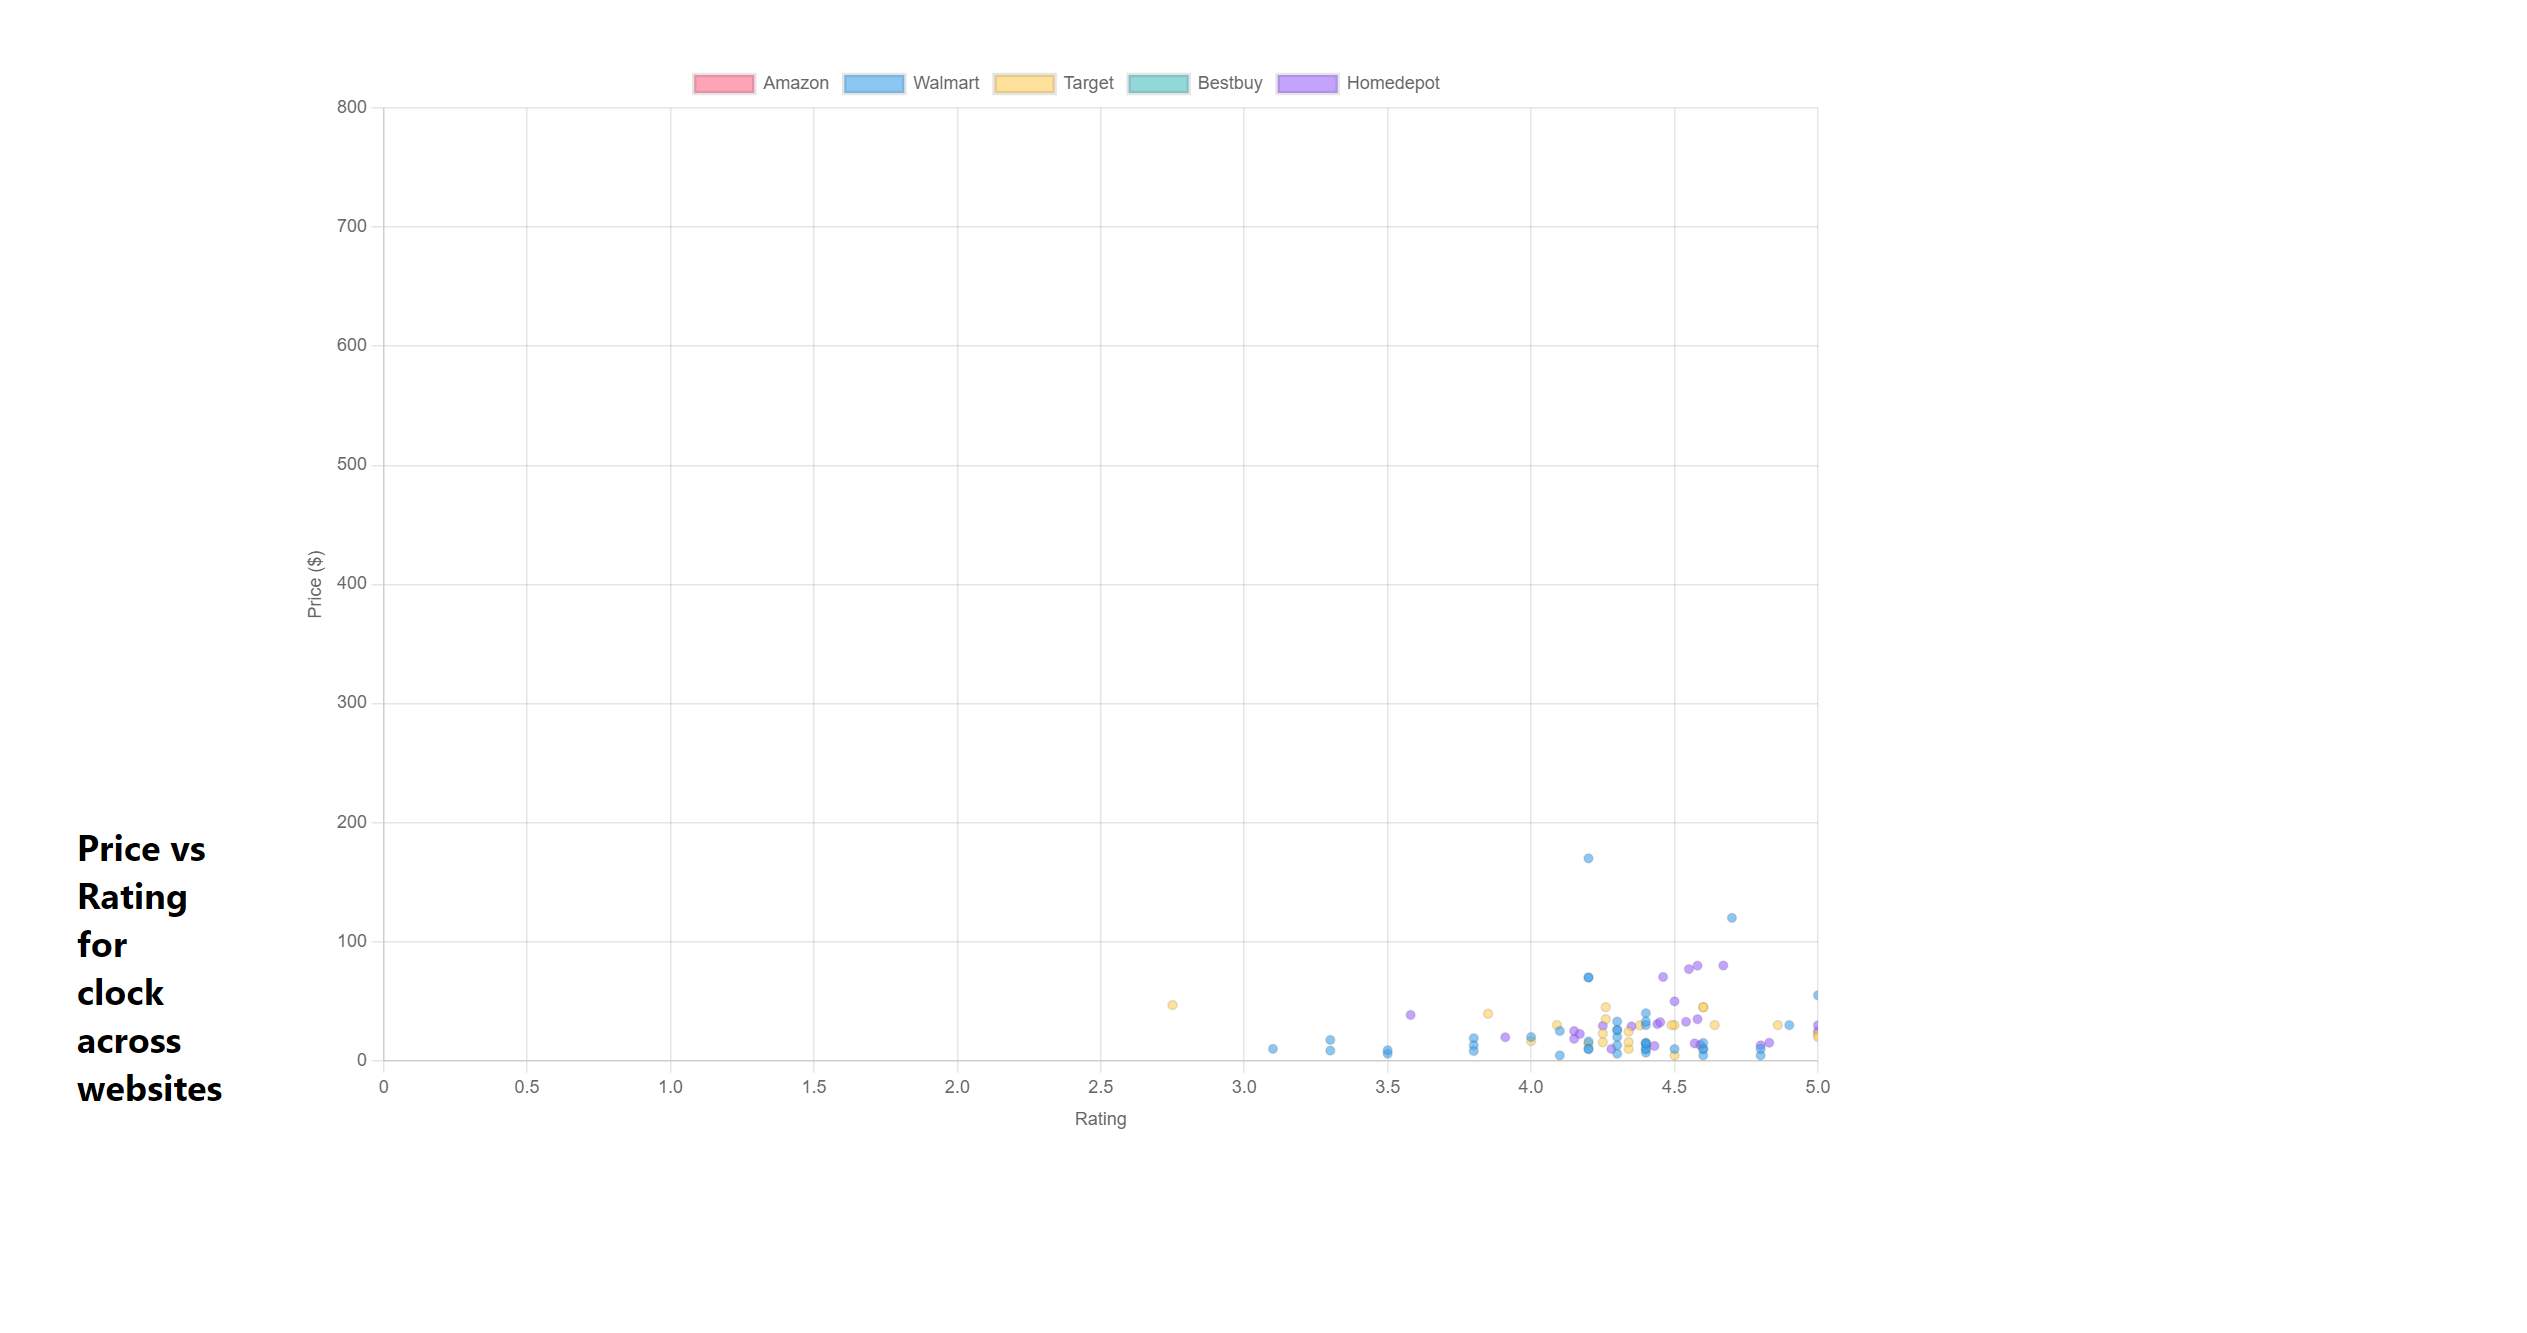 Amazon Walmart Target Bestbuy Homedepot
800
700
600
500
400
300
200
100
0
Price ($)
0 0.5 1.0 1.5 2.0 2.5 3.0 3.5 4.0 4.5 5.0
Rating
Price vs
Rating
for
clock
across
websites